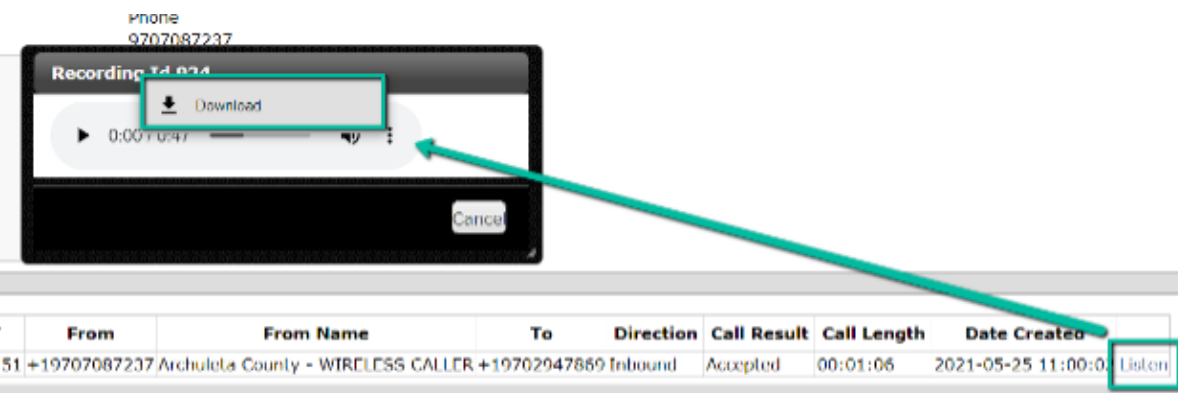 Phone
9707087237
Recording Id 924
Download
0:00 / 0:47
Cancel
From From Name To Direction Call Result Call Length Date Created
51 +19707087237 Archuleta County - WIRELESS CALLER +19702947869 Inbound Accepted 00:01:06 2021-05-25 11:00:0 Listen